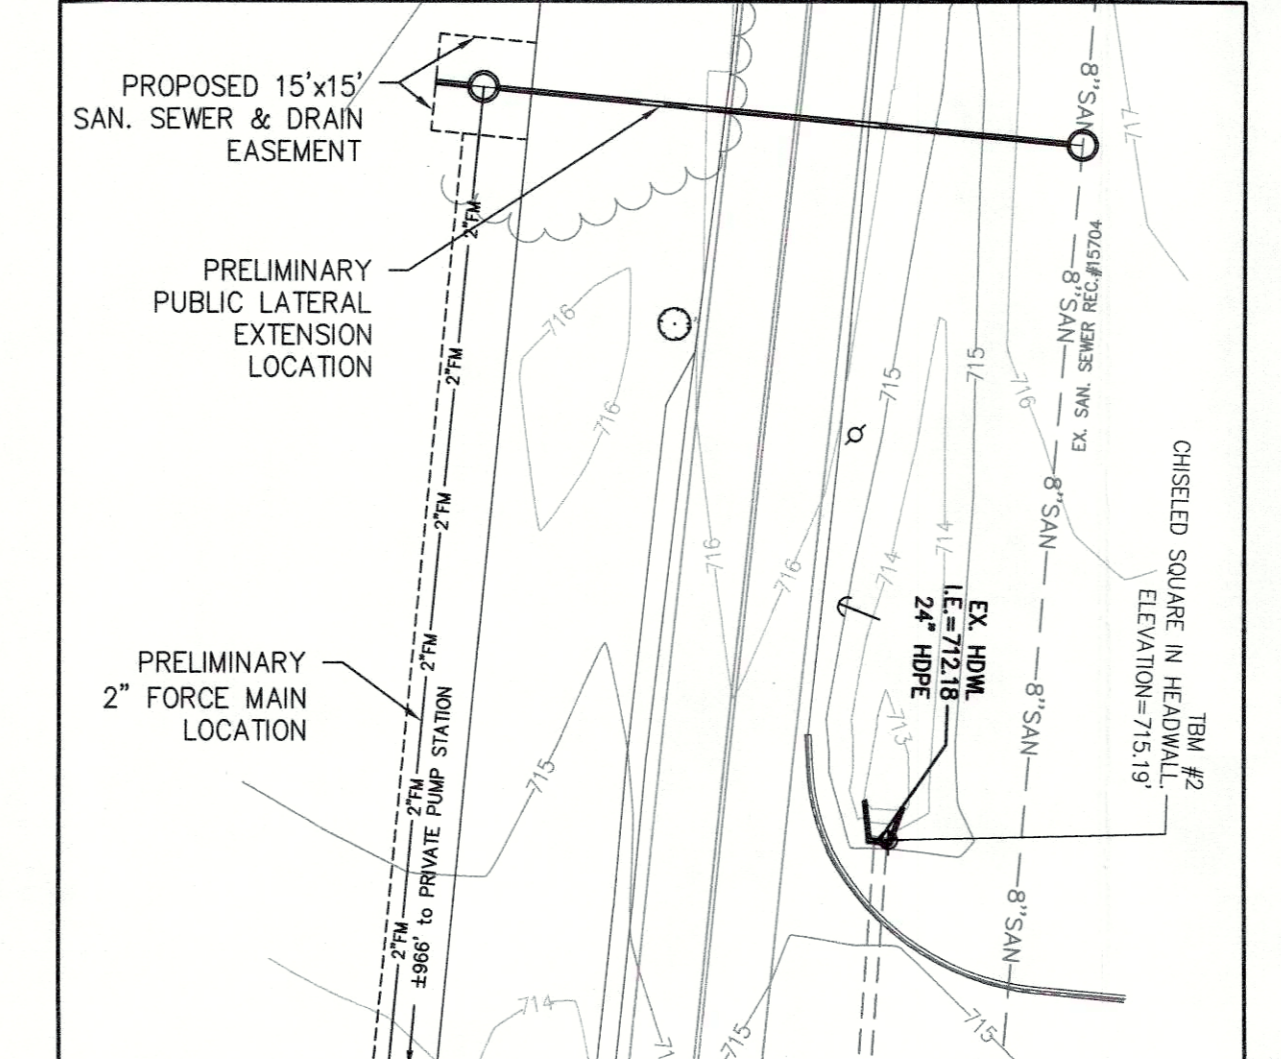 PROPOSED 15'x15'
SAN. SEWER & DRAIN
EASEMENT
PRELIMINARY
PUBLIC LATERAL
EXTENSION
LOCATION
PRELIMINARY
2" FORCE MAIN
LOCATION
2"FM
2"FM
2"FM
2"FM
2"FM
2"FM
±966' to PRIVATE PUMP STATION
716
716
716
716
715
714
715
715
715
714
714
713
716
717
715
EX. HDWL
I.E.=712.18
24" HDPE
8"SAN
8"SAN
8"SAN
8"SAN
8"SAN
EX. SAN. SEWER REC.#15704
TBM #2
CHISELED SQUARE IN HEADWALL.
ELEVATION=715.19'